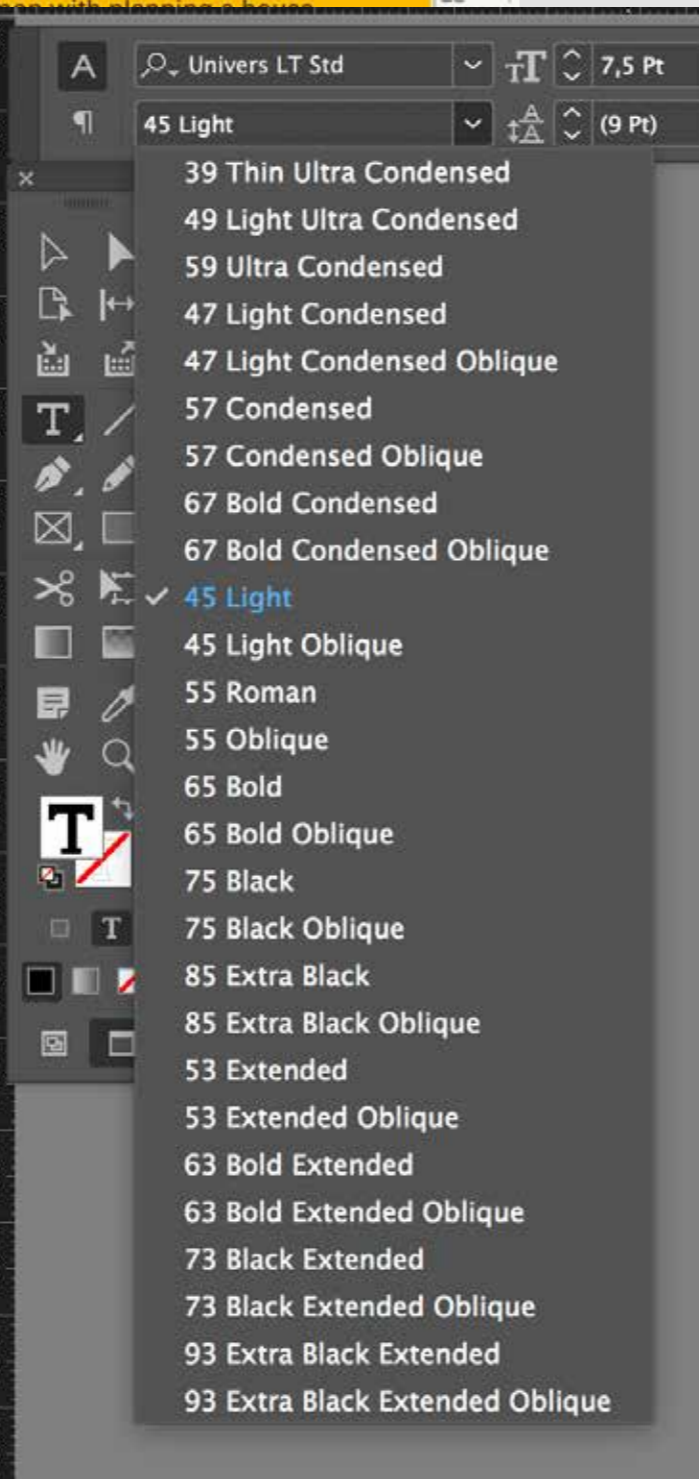 with planning a house
A Univers LT Std 7,5 Pt
45 Light (9 Pt)
39 Thin Ultra Condensed
49 Light Ultra Condensed
59 Ultra Condensed
47 Light Condensed
47 Light Condensed Oblique
57 Condensed
57 Condensed Oblique
67 Bold Condensed
67 Bold Condensed Oblique
45 Light
45 Light Oblique
55 Roman
55 Oblique
65 Bold
65 Bold Oblique
75 Black
75 Black Oblique
85 Extra Black
85 Extra Black Oblique
53 Extended
53 Extended Oblique
63 Bold Extended
63 Bold Extended Oblique
73 Black Extended
73 Black Extended Oblique
93 Extra Black Extended
93 Extra Black Extended Oblique